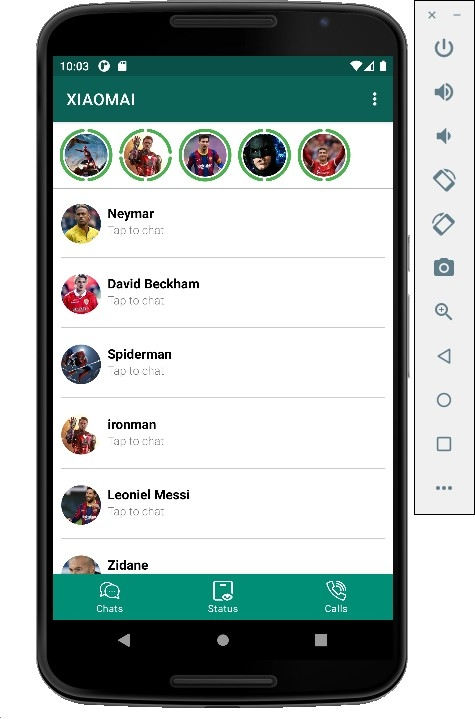 10:03
XIAOMAI
Neymar
Tap to chat
David Beckham
Tap to chat
Spiderman
Tap to chat
ironman
Tap to chat
Leoniel Messi
Tap to chat
Zidane
Chats
Status
Calls